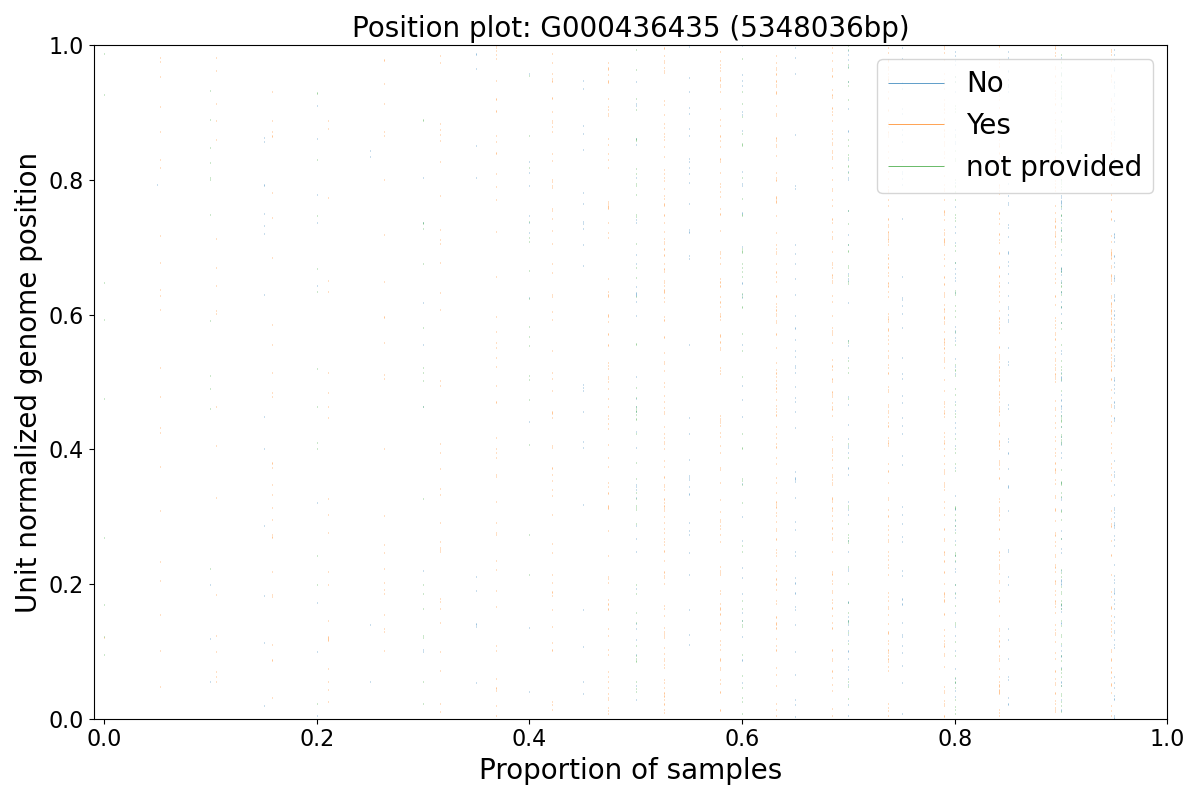 Position plot: G000436435 (5348036bp)
Unit normalized genome position
1.0
0.8
0.6
0.4
0.2
0.0
No
Yes
not provided
0.0 0.2 0.4 0.6 0.8 1.0
Proportion of samples